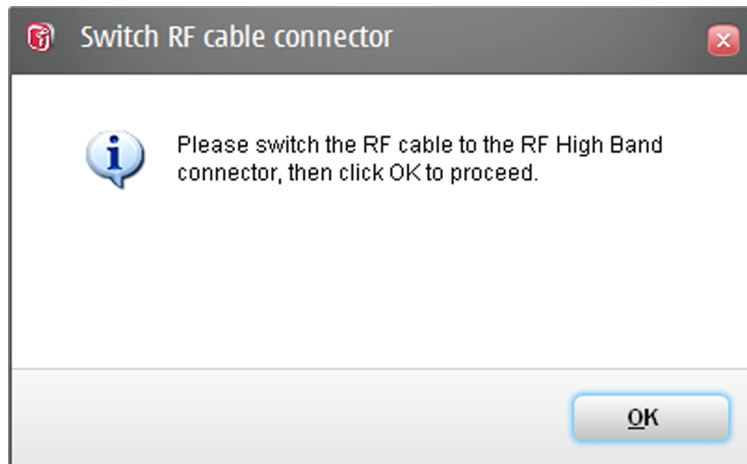 Switch RF cable connector
Please switch the RF cable to the RF High Band
connector, then click OK to proceed.
OK